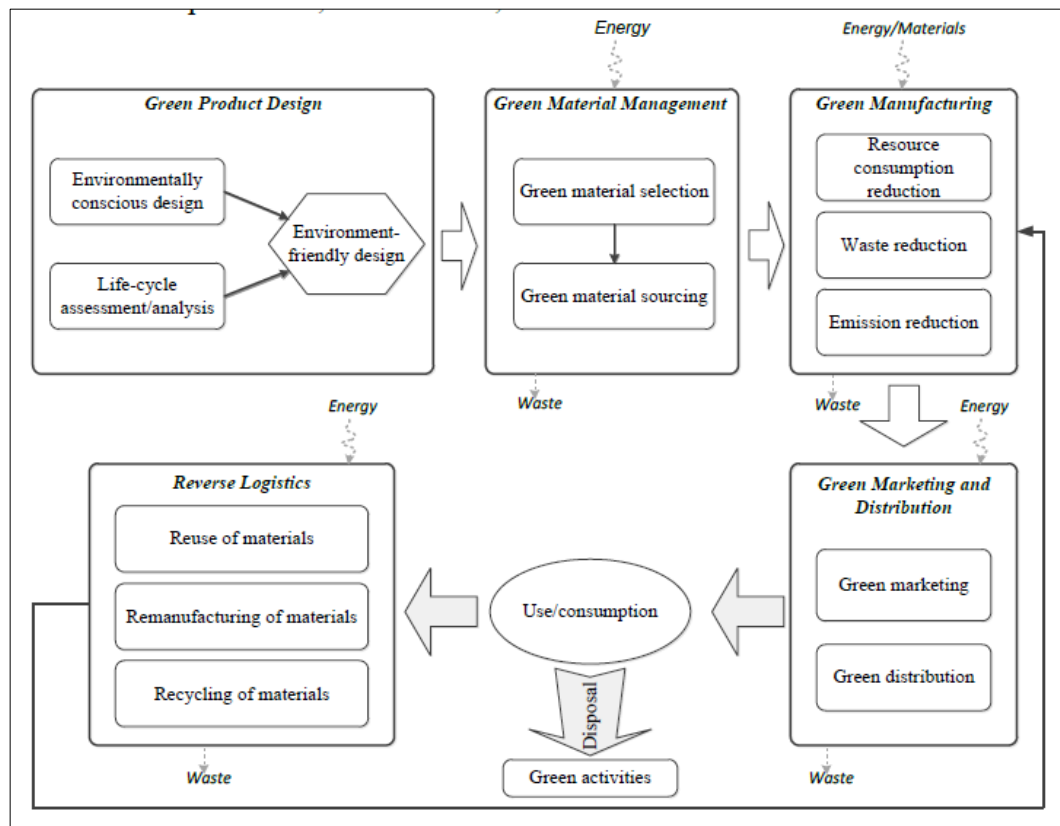 Energy
Energy/Materials
Green Product Design
Environmentally
conscious design
Life-cycle
assessment/analysis
Environment-
friendly design
Green Material Management
Green material selection
Green material sourcing
Waste
Green Manufacturing
Resource
consumption
reduction
Waste reduction
Emission reduction
Waste
Energy
Green Marketing and
Distribution
Green marketing
Green distribution
Waste
Use/consumption
Disposal
Green activities
Energy
Reverse Logistics
Reuse of materials
Remanufacturing of materials
Recycling of materials
Waste